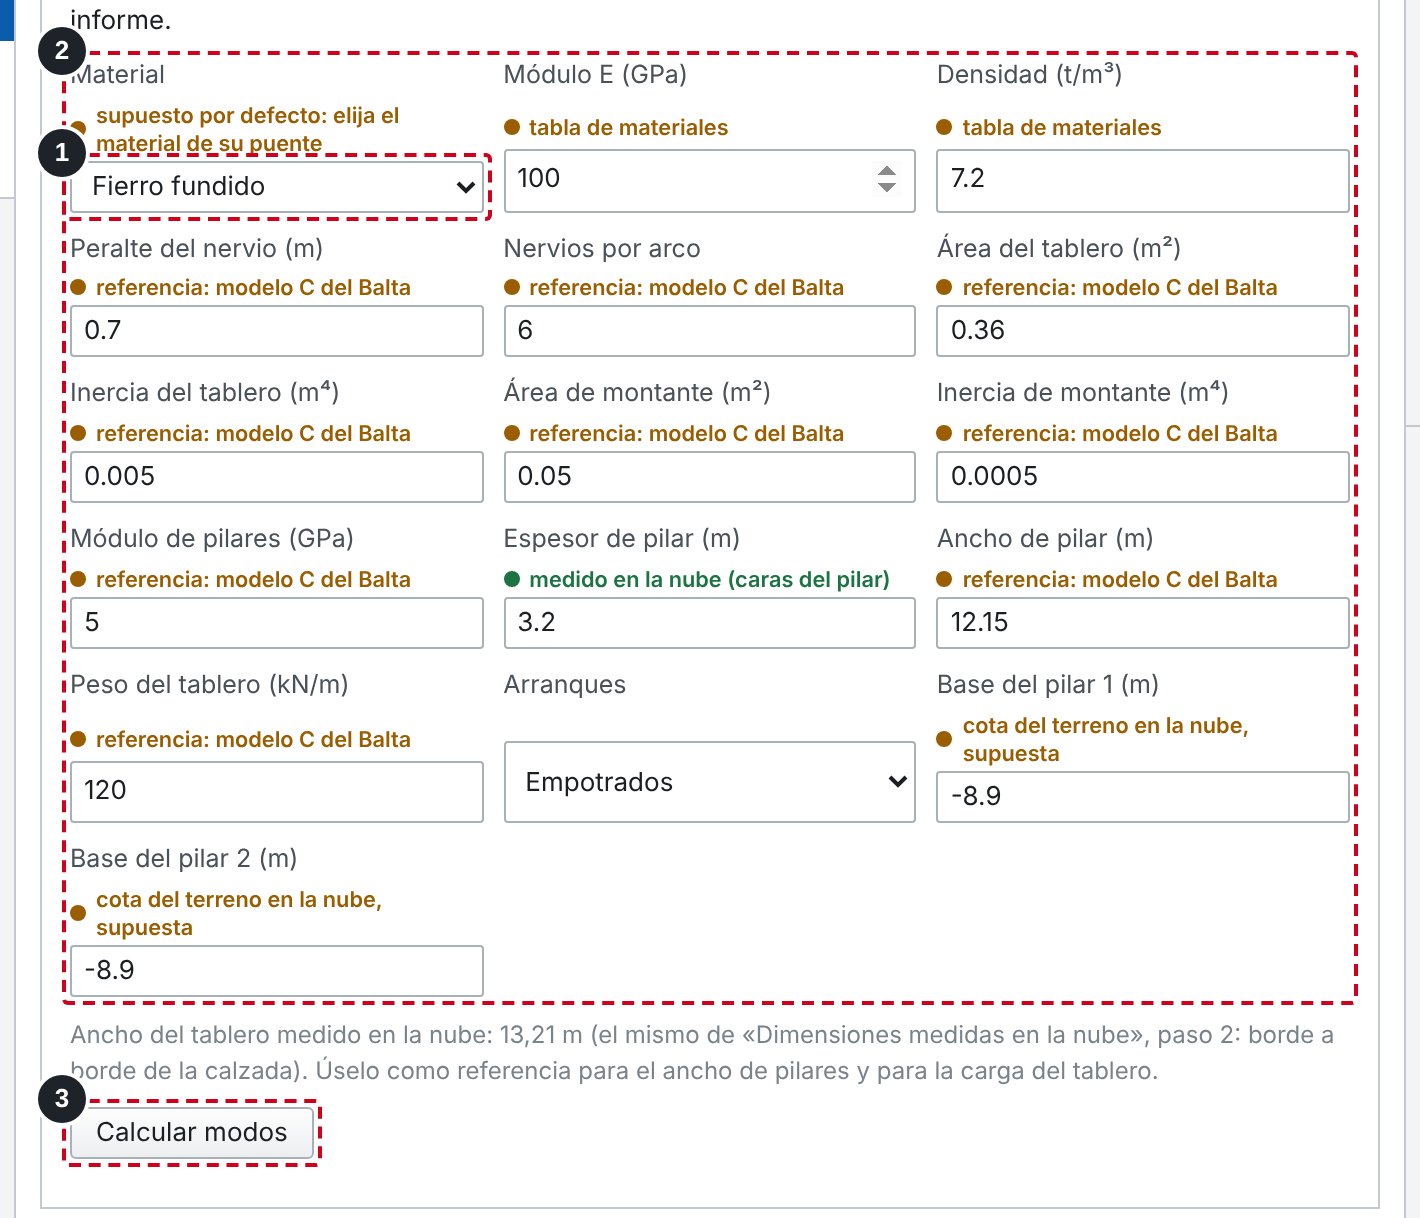 informe.
2
Material
supuesto por defecto: elija el
material de su puente
1
Fierro fundido
Módulo E (GPa)
tabla de materiales
100
Densidad (t/m³)
tabla de materiales
7.2
Peralte del nervio (m)
referencia: modelo C del Balta
0.7
Nervios por arco
referencia: modelo C del Balta
6
Área del tablero (m²)
referencia: modelo C del Balta
0.36
Inercia del tablero (m⁴)
referencia: modelo C del Balta
0.005
Área de montante (m²)
referencia: modelo C del Balta
0.05
Inercia de montante (m⁴)
referencia: modelo C del Balta
0.0005
Módulo de pilares (GPa)
referencia: modelo C del Balta
5
Espesor de pilar (m)
medido en la nube (caras del pilar)
3.2
Ancho de pilar (m)
referencia: modelo C del Balta
12.15
Peso del tablero (kN/m)
referencia: modelo C del Balta
120
Arranques
Empotrados
Base del pilar 1 (m)
cota del terreno en la nube,
supuesta
-8.9
Base del pilar 2 (m)
cota del terreno en la nube,
supuesta
-8.9
Ancho del tablero medido en la nube: 13,21 m (el mismo de «Dimensiones medidas en la nube», paso 2: borde a
borde de la calzada). Úselo como referencia para el ancho de pilares y para la carga del tablero.
3
Calcular modos